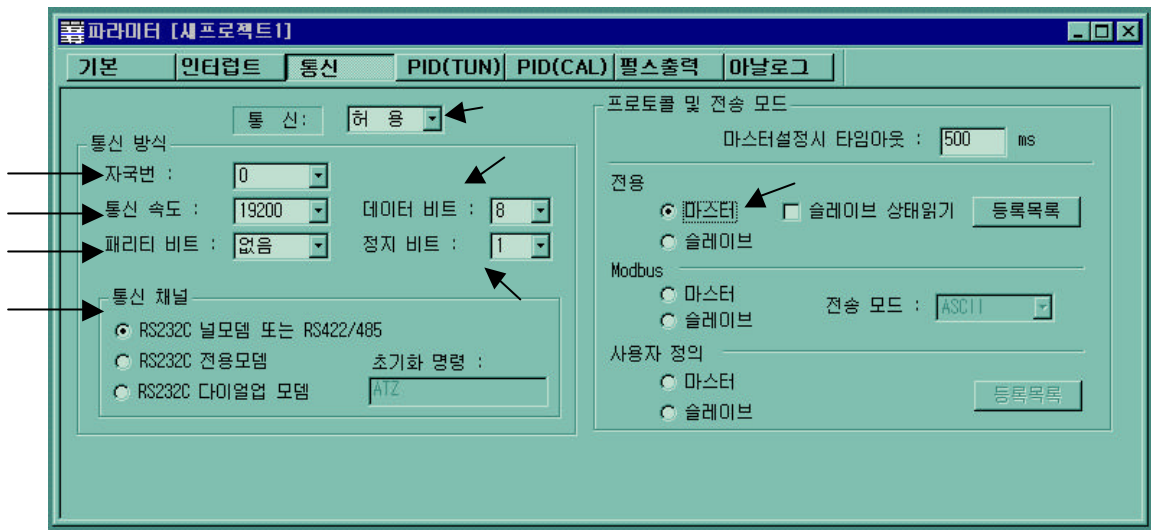 파라미터 [새프로젝트1]
기본 인터럽트 통신 PID(TUN) PID(CAL) 펄스출력 아날로그
통 신: 허 용
통신 방식
자국번 : 0
통신 속도 : 19200 데이터 비트 : 8
패리티 비트 : 없음 정지 비트 : 1
통신 채널
RS232C 널모뎀 또는 RS422/485
RS232C 전용모뎀 초기화 명령 :
RS232C 다이얼업 모뎀 ATZ
프로토콜 및 전송 모드
마스터설정시 타임아웃 : 500 ms
전용
마스터 슬레이브 상태읽기 등록목록
슬레이브
Modbus
마스터 전송 모드 : ASCII
슬레이브
사용자 정의
마스터 등록목록
슬레이브